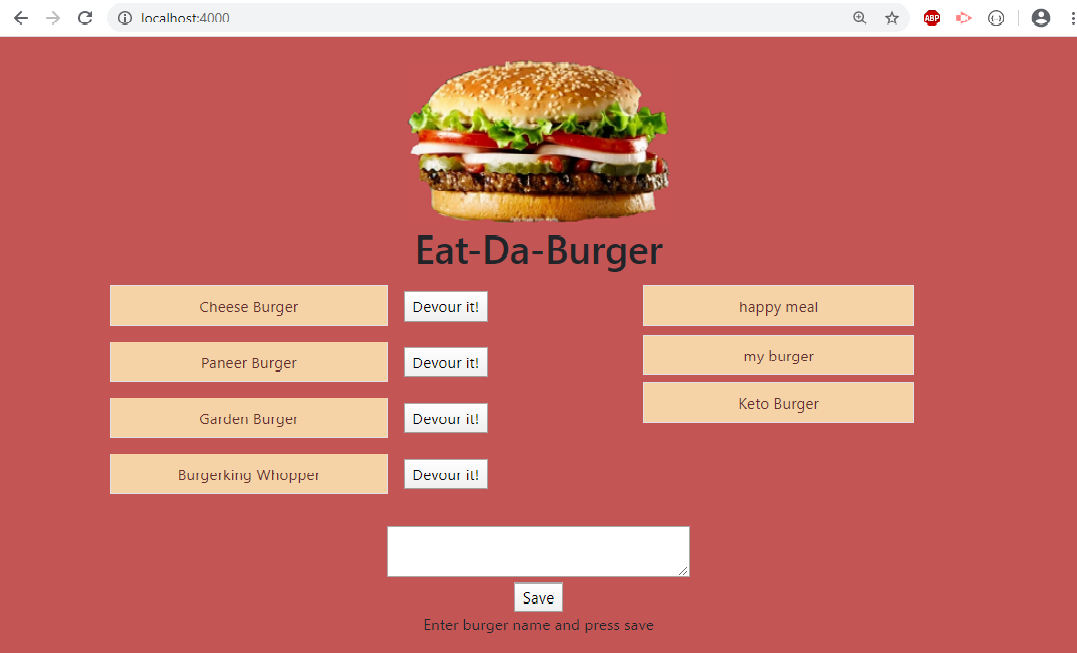 localhost:4000
ABP
Eat-Da-Burger
Cheese Burger Devour it! happy meal
Paneer Burger Devour it! my burger
Garden Burger Devour it! Keto Burger
Burgerking Whopper Devour it!
Save
Enter burger name and press save